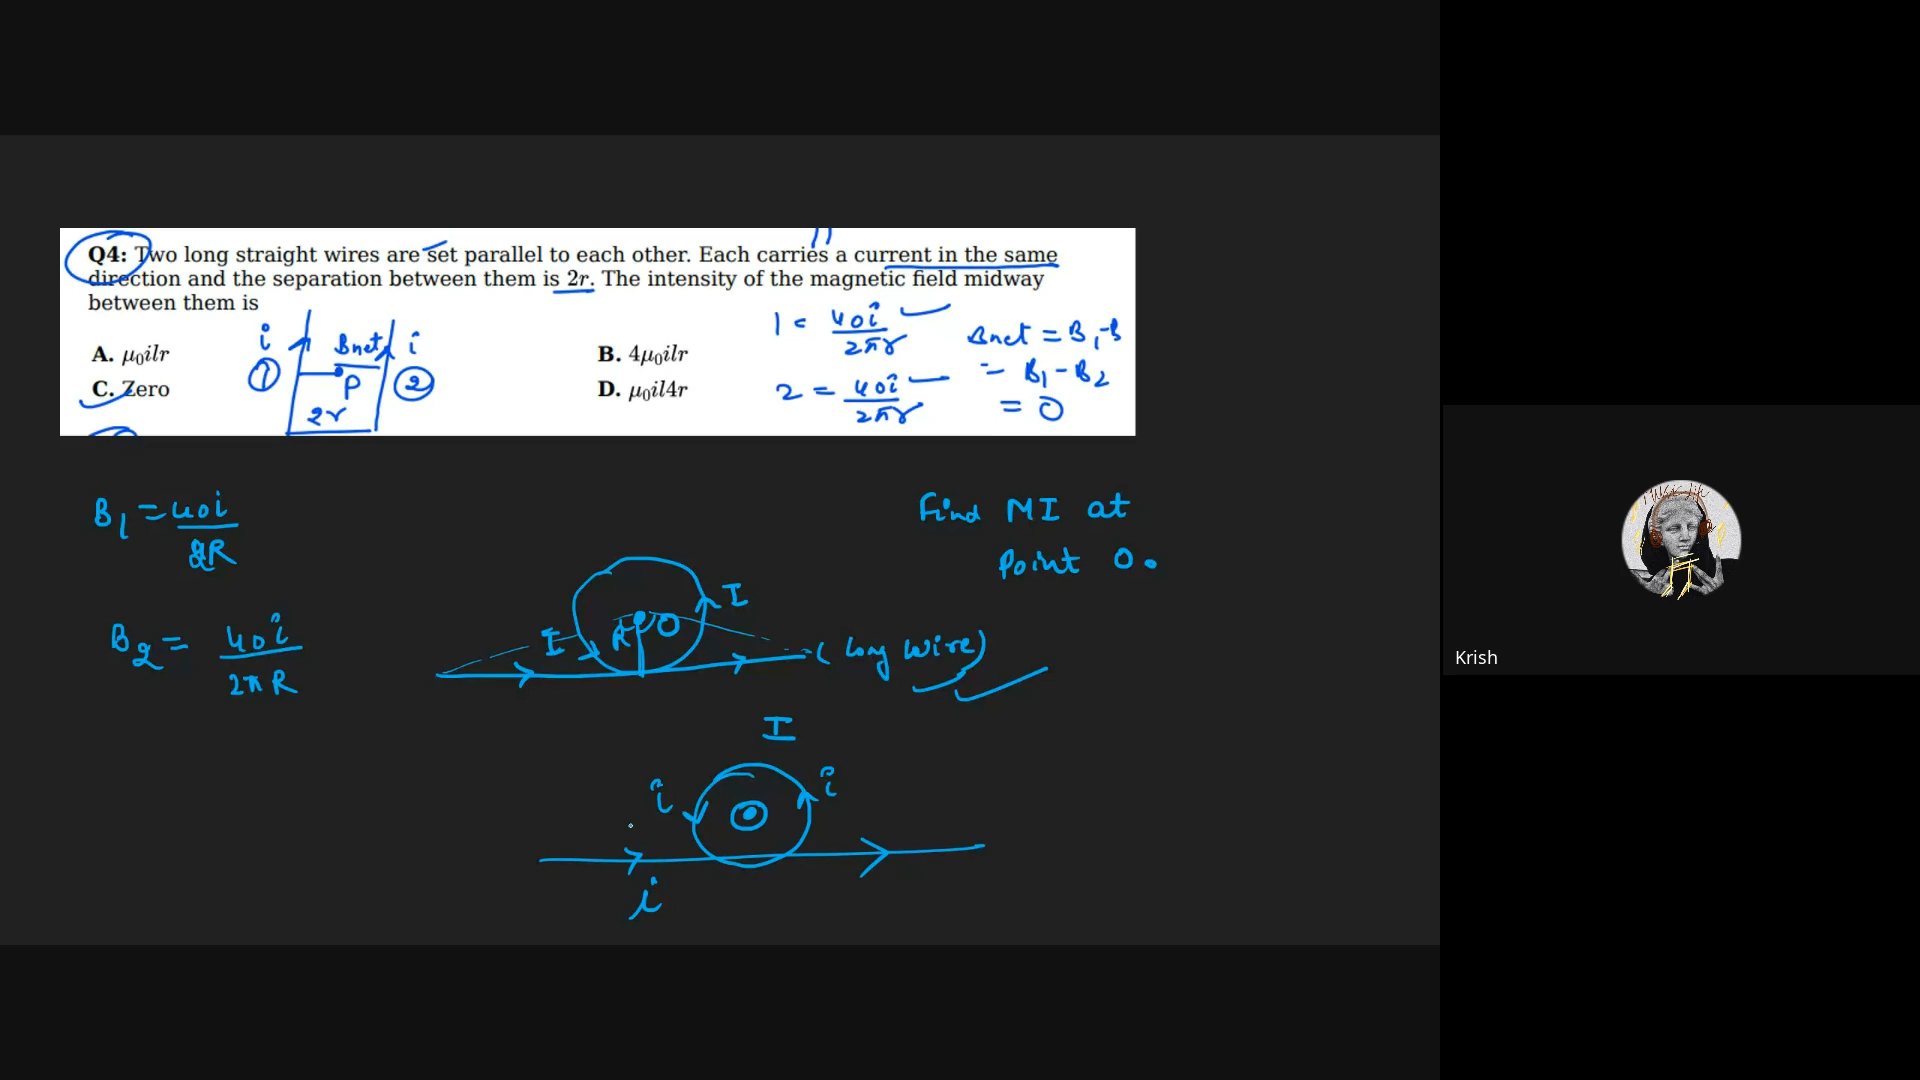 Q4: Two long straight wires are set parallel to each other. Each carries a current in the same
direction and the separation between them is 2r. The intensity of the magnetic field midway
between them is
A. μ₀ilr
B. 4μ₀ilr
C. Zero
D. μ₀il4r
i
①
Bnet
P
2r
i
②
1 = μ0i / 2πr
2 = μ0i / 2πr
Bnet = B1-B
= B1 - B2
= 0
B1 = μ0i / 2R
B2 = μ0i / 2πR
Find MI at
Point O.
I
I
R
O
(long wire)
I
i
i
i
Krish